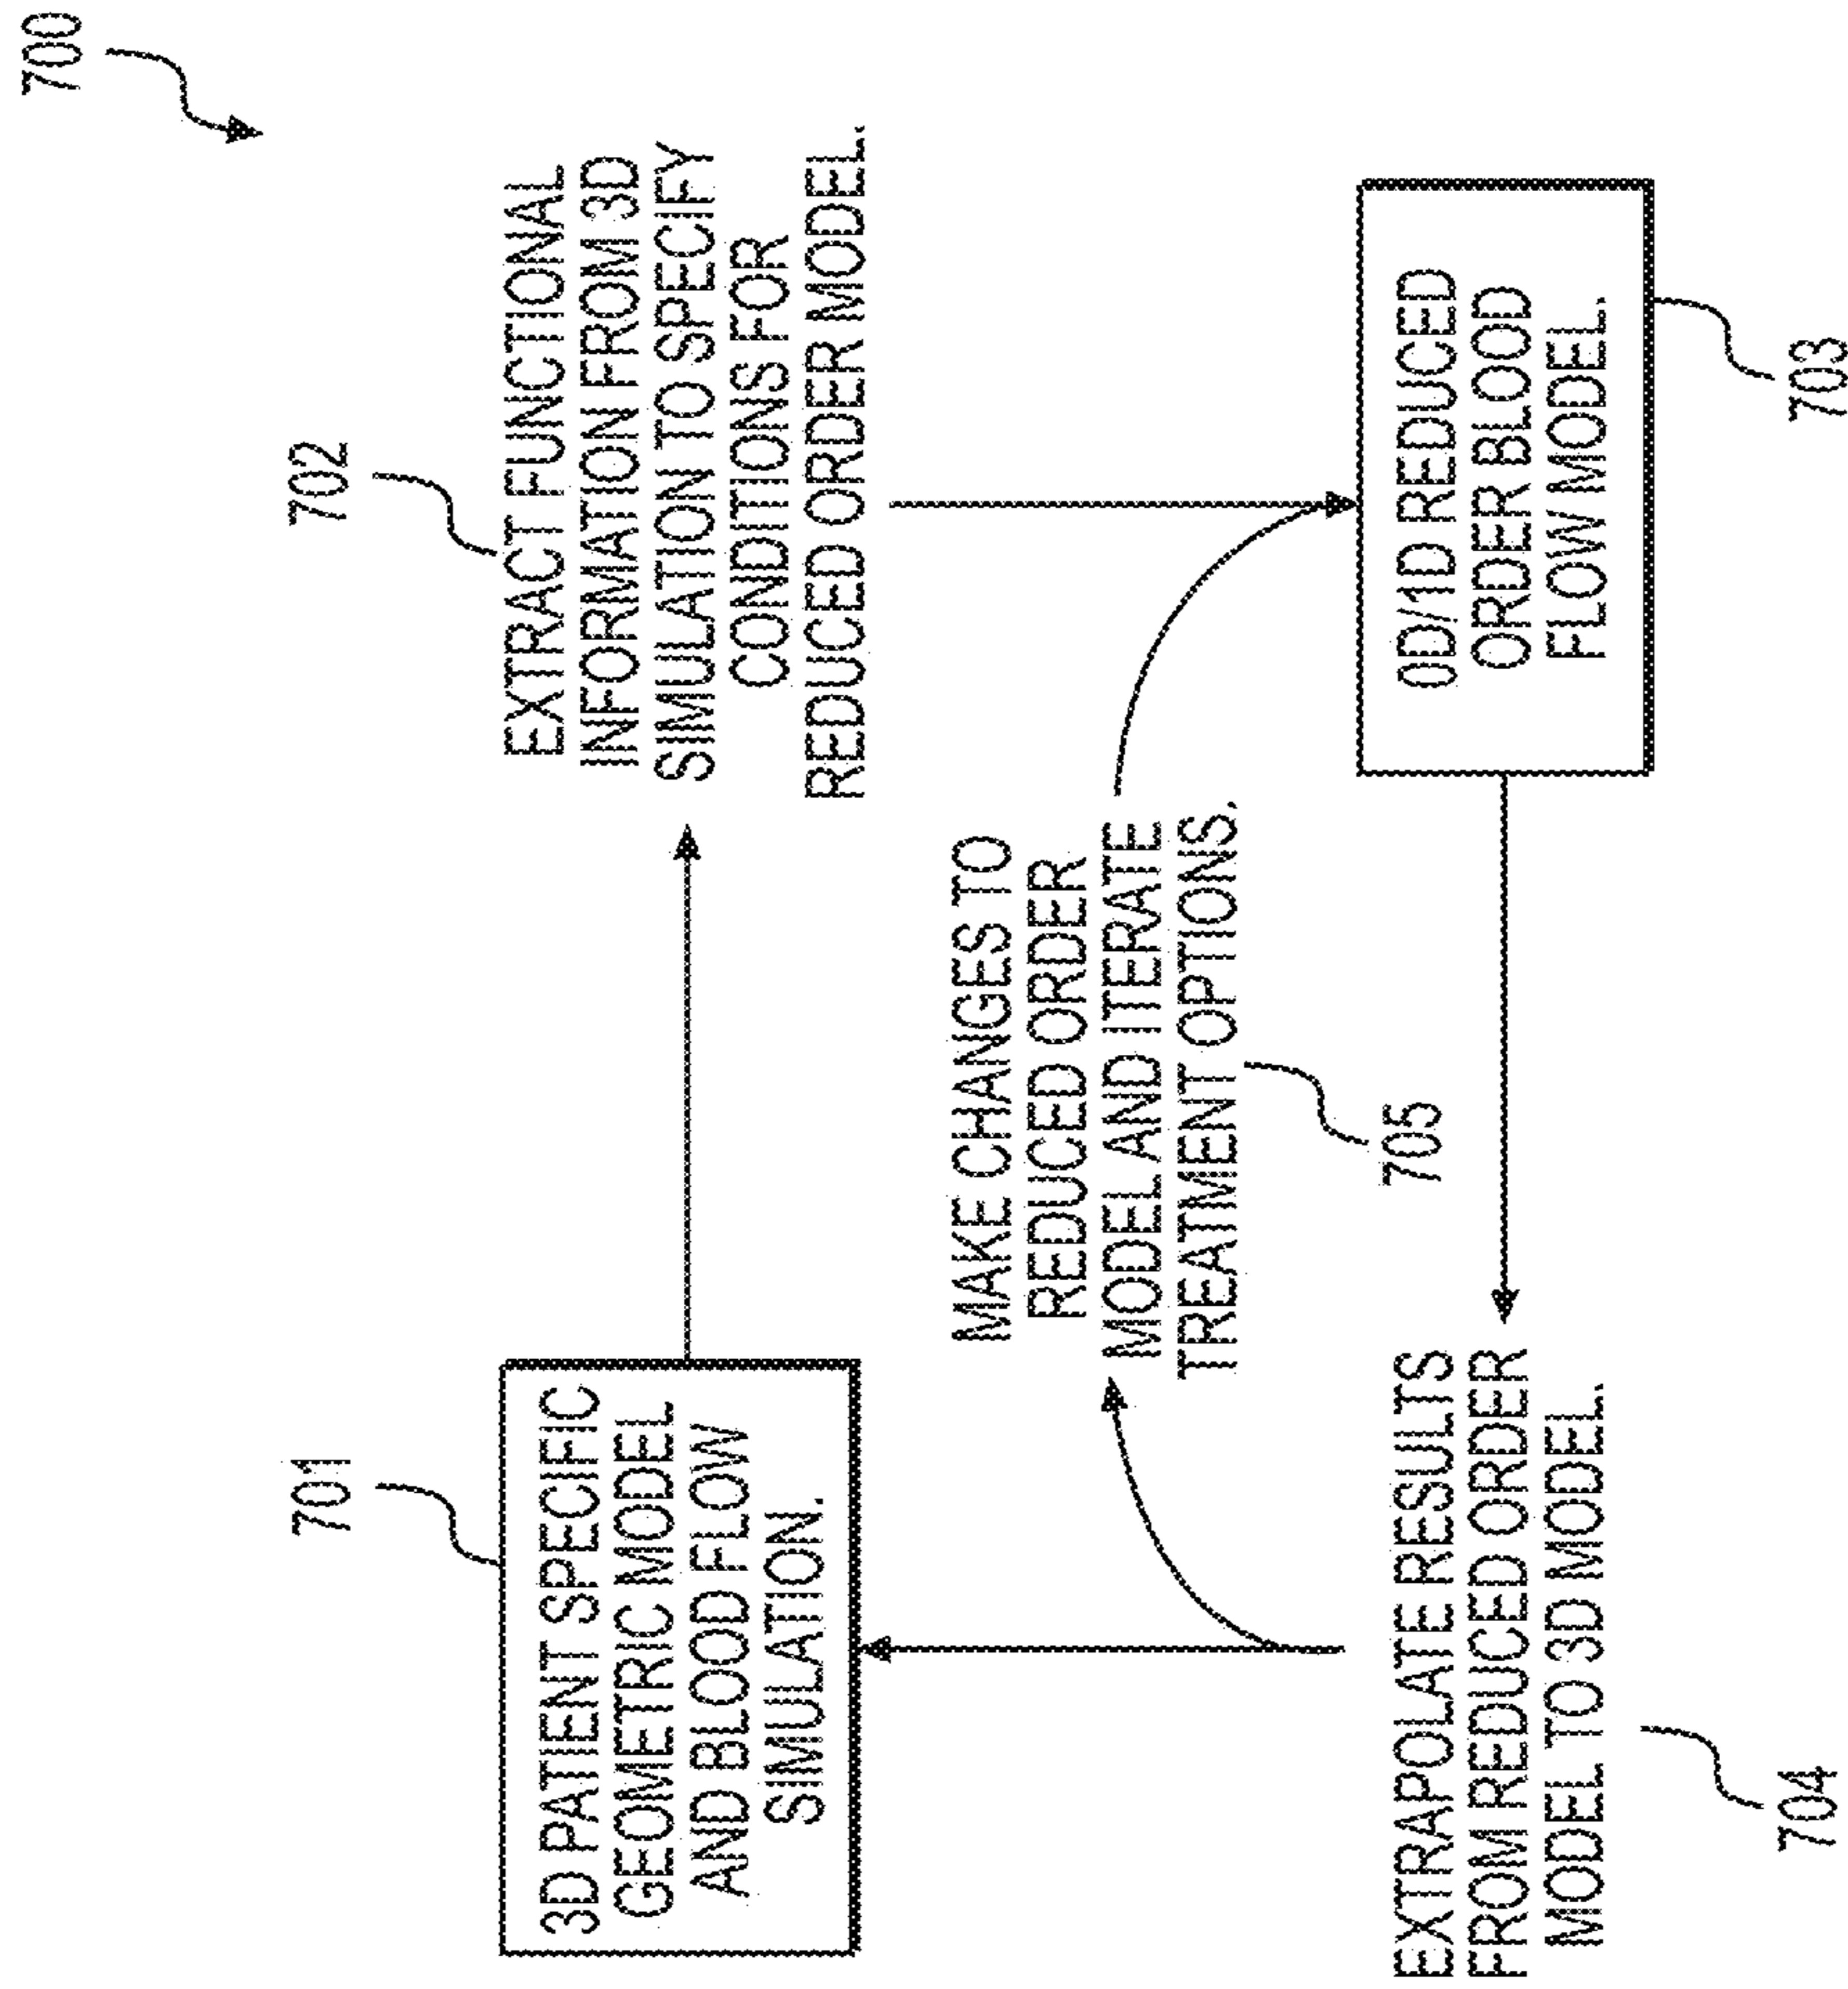 700
701
3D PATIENT SPECIFIC
GEOMETRIC MODEL
AND BLOOD FLOW
SIMULATION.
702
EXTRACT FUNCTIONAL
INFORMATION FROM 3D
SIMULATION TO SPECIFY
CONDITIONS FOR
REDUCED ORDER MODEL.
MAKE CHANGES TO
REDUCED ORDER
MODEL AND ITERATE
TREATMENT OPTIONS.
705
EXTRAPOLATE RESULTS
FROM REDUCED ORDER
MODEL TO 3D MODEL.
704
0D/1D REDUCED
ORDER BLOOD
FLOW MODEL.
703